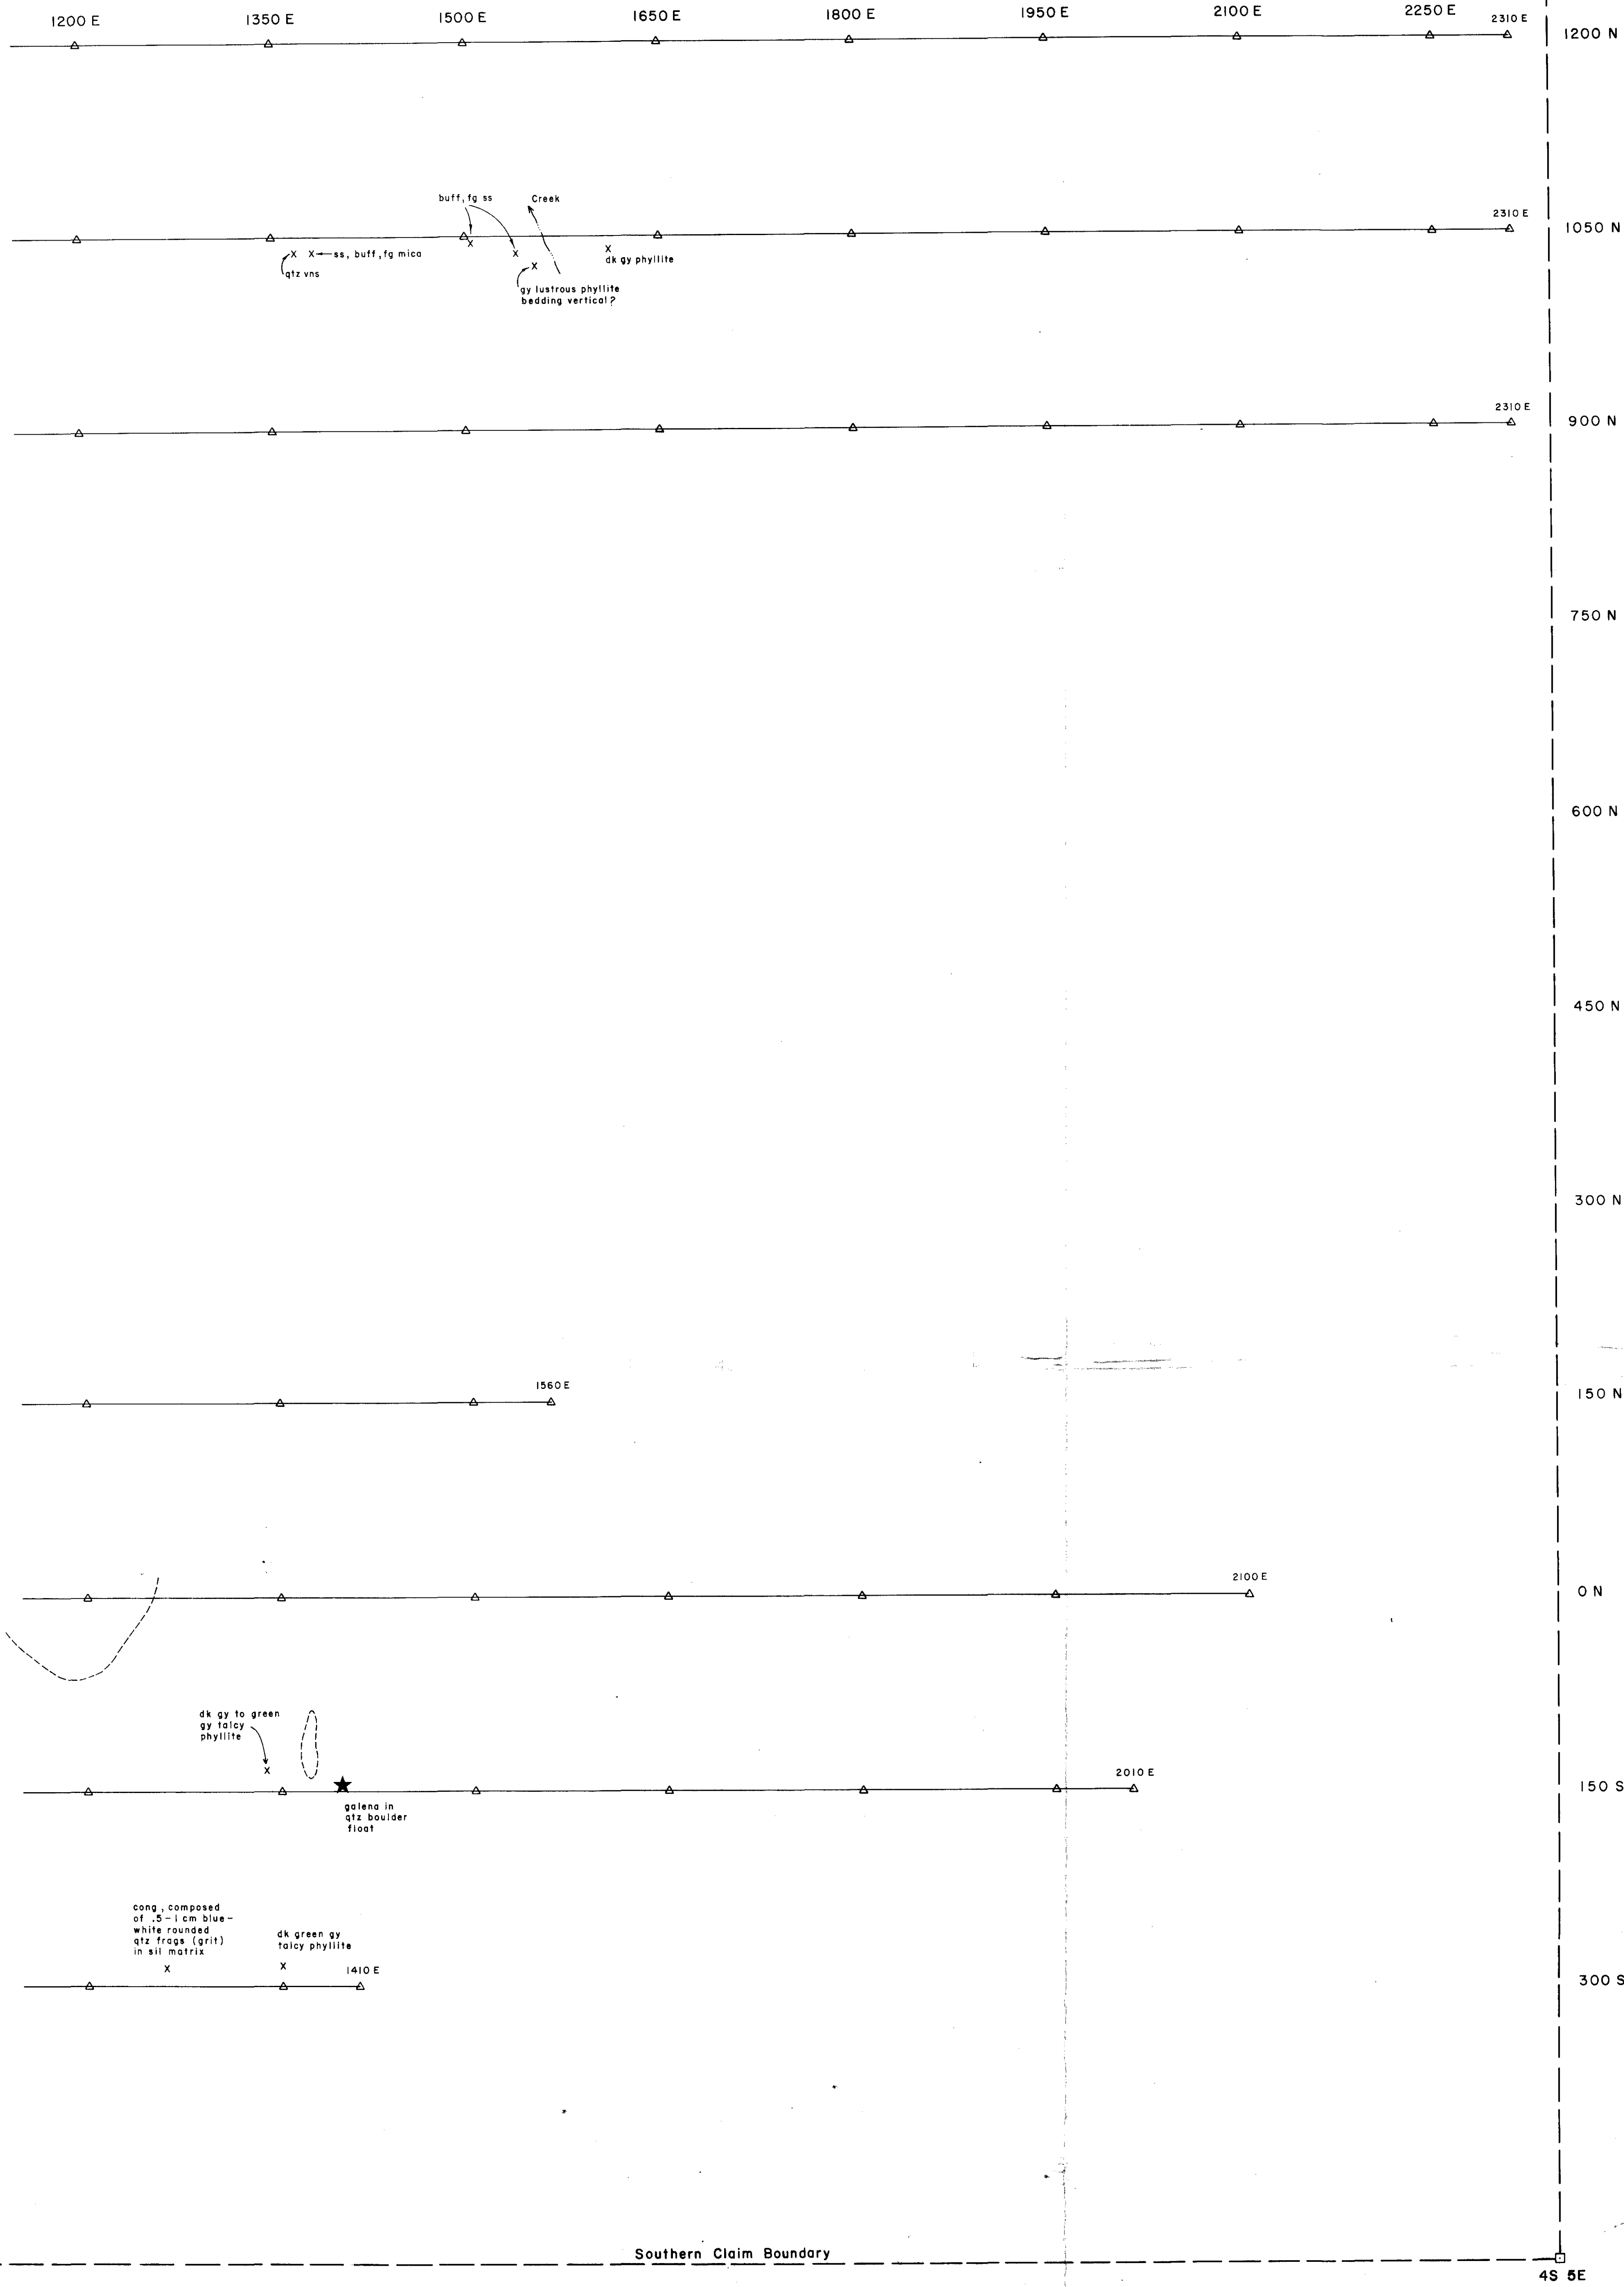 1200 E
1350 E
1500 E
1650 E
1800 E
1950 E
2100 E
2250 E
2310 E
1200 N
buff, fg ss
Creek
2310 E
1050 N
ss, buff, fg mica
qtz vns
dk gy phyllite
gy lustrous phyllite
bedding vertical?
2310 E
900 N
750 N
600 N
450 N
300 N
1560 E
150 N
2100 E
0 N
dk gy to green
gy talcy
phyllite
2010 E
150 S
galena in
qtz boulder
float
cong, composed
of .5-1 cm blue-
white rounded
qtz frags (grit)
in sil matrix
dk green gy
talcy phyllite
1410 E
300 S
Southern Claim Boundary
4S 5E